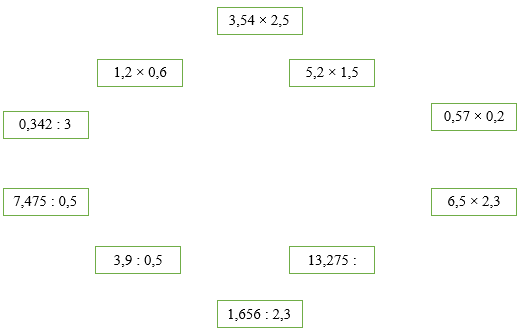 3,54 × 2,5
1,2 × 0,6
5,2 × 1,5
0,342 : 3
0,57 × 0,2
7,475 : 0,5
6,5 × 2,3
3,9 : 0,5
13,275 :
1,656 : 2,3